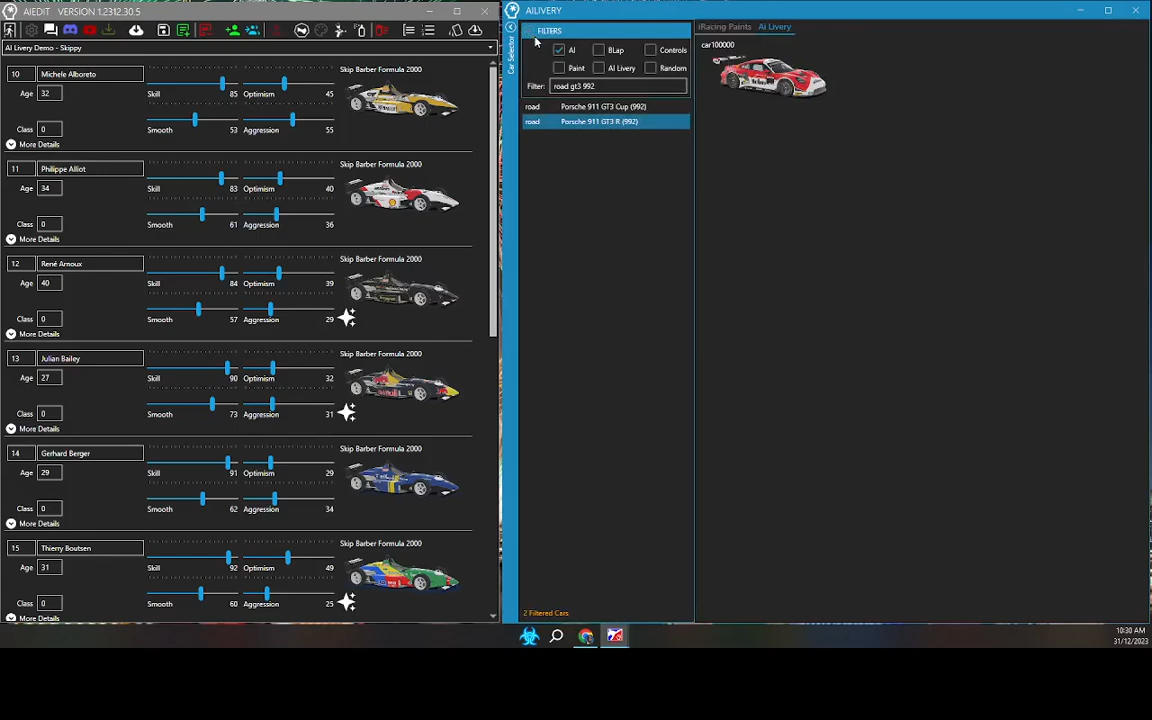 AIEDIT VERSION 1.2312.30.5
AI Livery Demo - Skippy
10 Michele Alboreto
Age 32
Class 0
More Details
Skill 85 Optimism 45
Smooth 53 Aggression 55
Skip Barber Formula 2000
11 Philippe Alliot
Age 34
Class 0
More Details
Skill 83 Optimism 40
Smooth 61 Aggression 36
Skip Barber Formula 2000
12 René Arnoux
Age 40
Class 0
More Details
Skill 84 Optimism 39
Smooth 57 Aggression 29
Skip Barber Formula 2000
13 Julian Bailey
Age 27
Class 0
More Details
Skill 90 Optimism 32
Smooth 73 Aggression 31
Skip Barber Formula 2000
14 Gerhard Berger
Age 29
Class 0
More Details
Skill 91 Optimism 29
Smooth 62 Aggression 34
Skip Barber Formula 2000
15 Thierry Boutsen
Age 31
Class 0
More Details
Skill 92 Optimism 49
Smooth 60 Aggression 25
Skip Barber Formula 2000
AILIVERY
Car Selector
FILTERS
AI BLap Controls
Paint AI Livery Random
Filter: road gt3 992
road Porsche 911 GT3 Cup (992)
road Porsche 911 GT3 R (992)
2 Filtered Cars
iRacing Paints Ai Livery
car100000
10:30 AM
31/12/2023